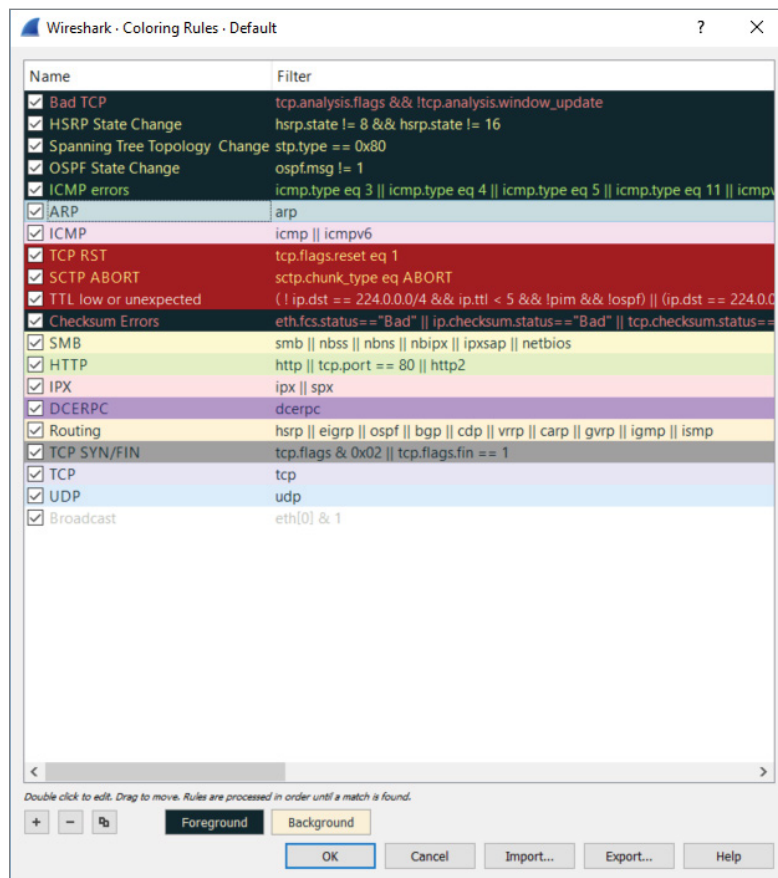 Wireshark · Coloring Rules · Default
Name Filter
Bad TCP tcp.analysis.flags && !tcp.analysis.window_update
HSRP State Change hsrp.state != 8 && hsrp.state != 16
Spanning Tree Topology Change stp.type == 0x80
OSPF State Change ospf.msg != 1
ICMP errors icmp.type eq 3 || icmp.type eq 4 || icmp.type eq 5 || icmp.type eq 11 || icmpv
ARP arp
ICMP icmp || icmpv6
TCP RST tcp.flags.reset eq 1
SCTP ABORT sctp.chunk_type eq ABORT
TTL low or unexpected ( ! ip.dst == 224.0.0.0/4 && ip.ttl < 5 && !pim && !ospf) || (ip.dst == 224.0.
Checksum Errors eth.fcs.status=="Bad" || ip.checksum.status=="Bad" || tcp.checksum.status==
SMB smb || nbss || nbns || nbipx || ipxsap || netbios
HTTP http || tcp.port == 80 || http2
IPX ipx || spx
DCERPC dcerpc
Routing hsrp || eigrp || ospf || bgp || cdp || vrrp || carp || gvrp || igmp || ismp
TCP SYN/FIN tcp.flags & 0x02 || tcp.flags.fin == 1
TCP tcp
UDP udp
Broadcast eth[0] & 1
Double click to edit. Drag to move. Rules are processed in order until a match is found.
+ − Foreground Background
OK Cancel Import... Export... Help